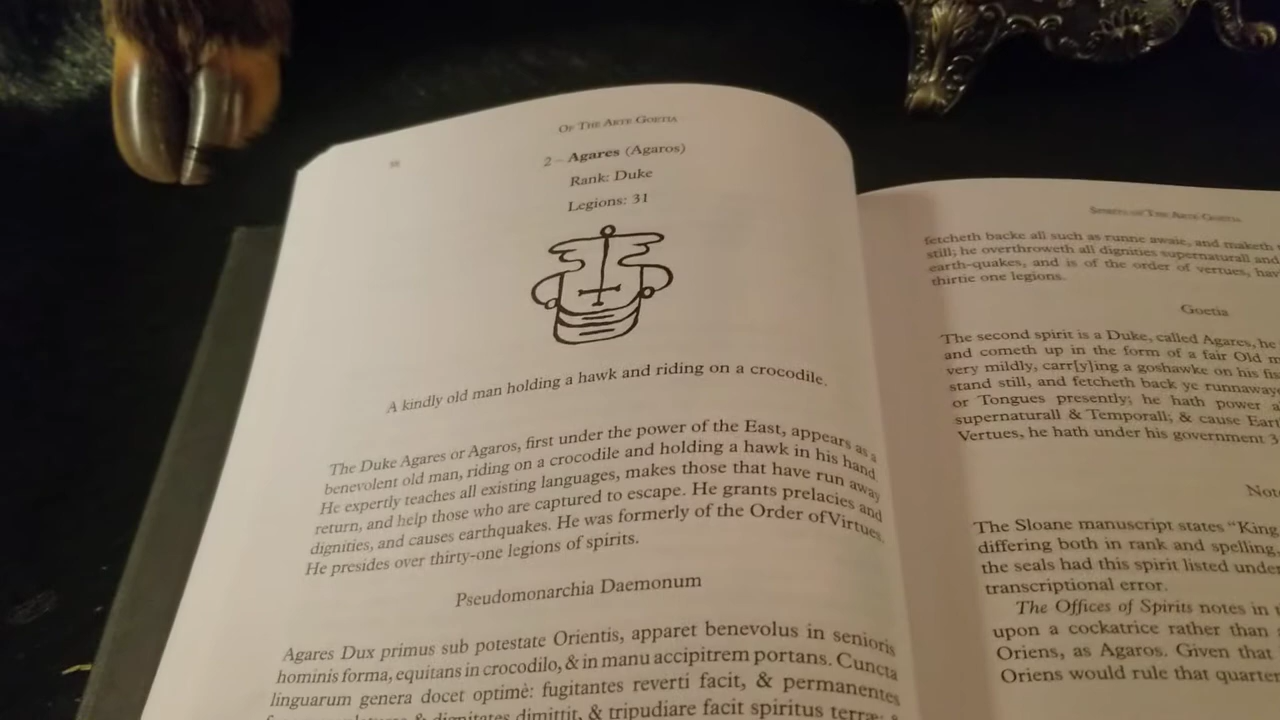 OF THE ARTE GOETIA
2 – Agares (Agaros)
Rank: Duke
Legions: 31
A kindly old man holding a hawk and riding on a crocodile.
The Duke Agares or Agaros, first under the power of the East, appears as a
benevolent old man, riding on a crocodile and holding a hawk in his hand.
He expertly teaches all existing languages, makes those that have run away
return, and help those who are captured to escape. He grants prelacies and
dignities, and causes earthquakes. He was formerly of the Order of Virtues.
He presides over thirty-one legions of spirits.
Pseudomonarchia Daemonum
Agares Dux primus sub potestate Orientis, apparet benevolus in senioris
hominis forma, equitans in crocodilo, & in manu accipitrem portans. Cuncta
linguarum genera docet optimè: fugitantes reverti facit, & permanentes
& dignitates dimittit, & tripudiare facit spiritus terræ:
SPIRITS OF THE ARTE GOETIA
fetcheth backe all such as runne awaie, and maketh
still; he overthroweth all dignities supernaturall and
earth-quakes, and is of the order of vertues, hav
thirtie one legions.
Goetia
The second spirit is a Duke, called Agares, he
and cometh up in the form of a fair Old m
very mildly, carr[y]ing a goshawke on his fis
stand still, and fetcheth back ye runnaway
or Tongues presently; he hath power a
supernaturall & Temporall; & cause Eart
Vertues, he hath under his government 3
Not
The Sloane manuscript states "King
differing both in rank and spelling,
the seals had this spirit listed under
transcriptional error.
The Offices of Spirits notes in
upon a cockatrice rather than
Oriens, as Agaros. Given that
Oriens would rule that quarter